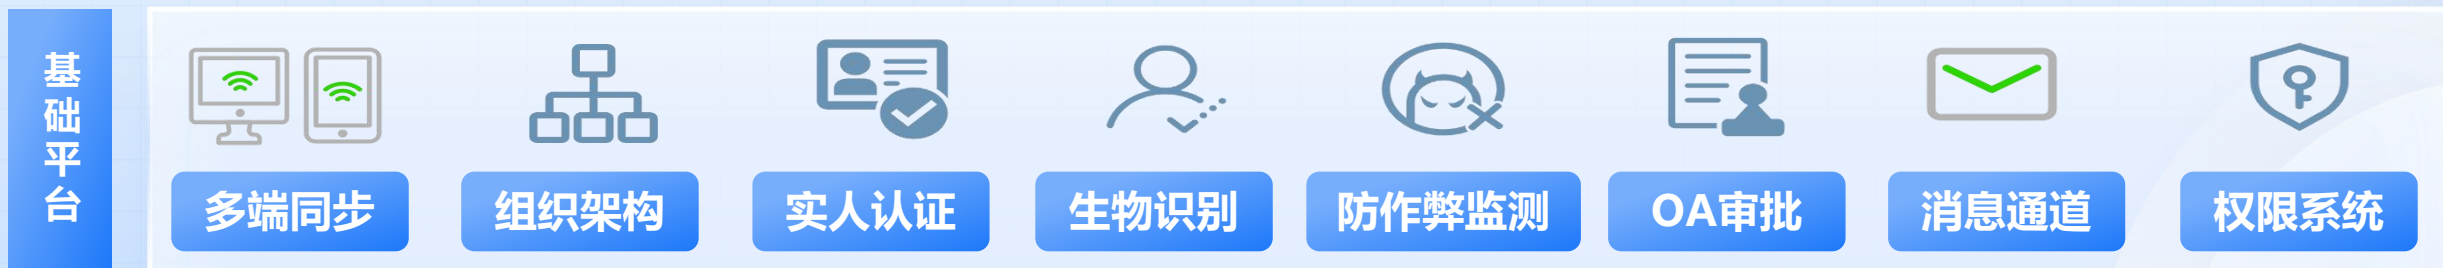 基础平台
多端同步
组织架构
实人认证
生物识别
防作弊监测
OA审批
消息通道
权限系统